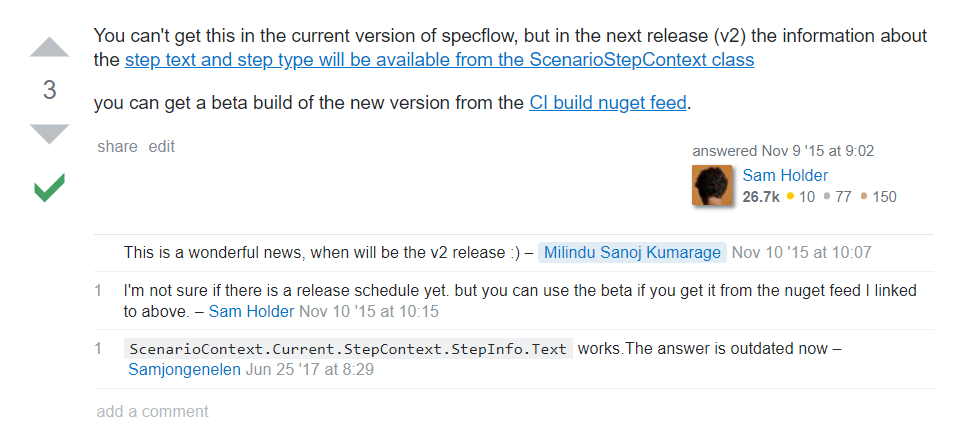 You can't get this in the current version of specflow, but in the next release (v2) the information about
the step text and step type will be available from the ScenarioStepContext class
3
you can get a beta build of the new version from the CI build nuget feed.
share edit
answered Nov 9 '15 at 9:02
Sam Holder
26.7k 10 77 150
This is a wonderful news, when will be the v2 release :) – Milindu Sanoj Kumarage Nov 10 '15 at 10:07
1 I'm not sure if there is a release schedule yet. but you can use the beta if you get it from the nuget feed I linked
to above. – Sam Holder Nov 10 '15 at 10:15
1 ScenarioContext.Current.StepContext.StepInfo.Text works.The answer is outdated now –
Samjongenelen Jun 25 '17 at 8:29
add a comment